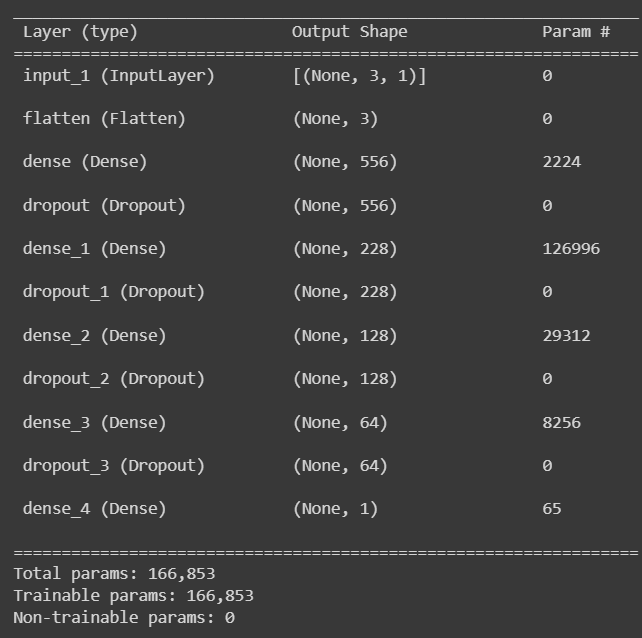 Layer (type) Output Shape Param #
input_1 (InputLayer) [(None, 3, 1)] 0
flatten (Flatten) (None, 3) 0
dense (Dense) (None, 556) 2224
dropout (Dropout) (None, 556) 0
dense_1 (Dense) (None, 228) 126996
dropout_1 (Dropout) (None, 228) 0
dense_2 (Dense) (None, 128) 29312
dropout_2 (Dropout) (None, 128) 0
dense_3 (Dense) (None, 64) 8256
dropout_3 (Dropout) (None, 64) 0
dense_4 (Dense) (None, 1) 65
Total params: 166,853
Trainable params: 166,853
Non-trainable params: 0